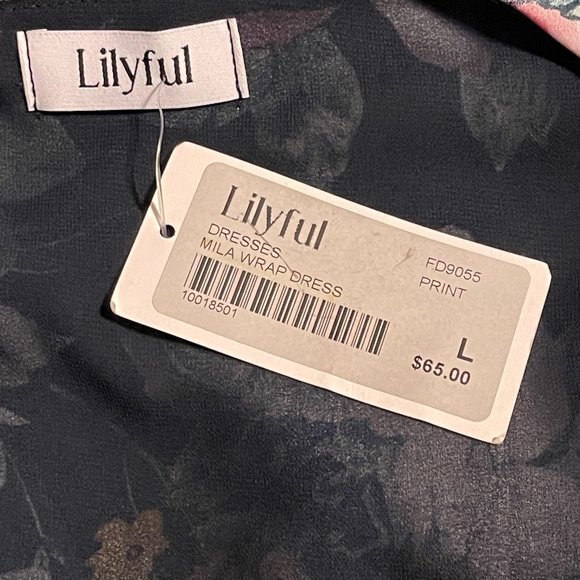 Lilyful
Lilyful
DRESSES
FD9055
MILA WRAP DRESS
PRINT
10018501
L
$65.00